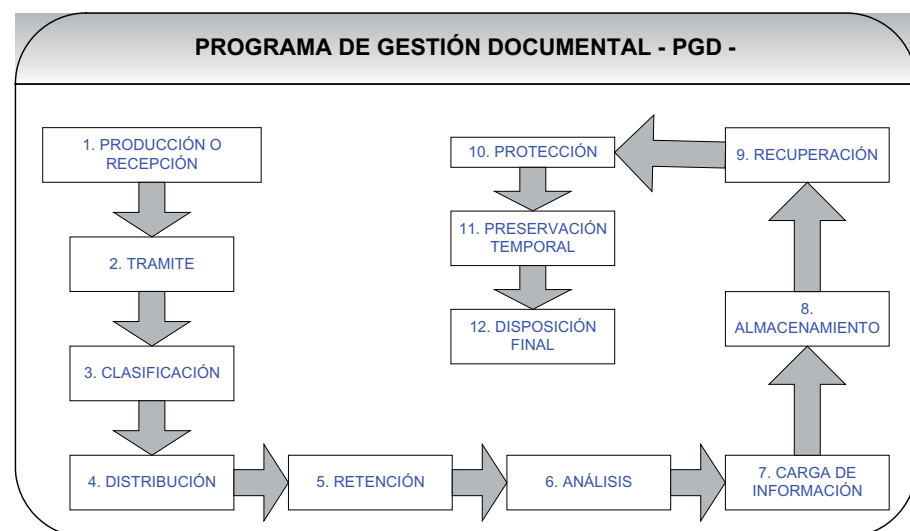 PROGRAMA DE GESTIÓN DOCUMENTAL - PGD -
1. PRODUCCIÓN O
RECEPCIÓN
2. TRAMITE
3. CLASIFICACIÓN
4. DISTRIBUCIÓN
5. RETENCIÓN
6. ANÁLISIS
7. CARGA DE
INFORMACIÓN
8.
ALMACENAMIENTO
9. RECUPERACIÓN
10. PROTECCIÓN
11. PRESERVACIÓN
TEMPORAL
12. DISPOSICIÓN
FINAL